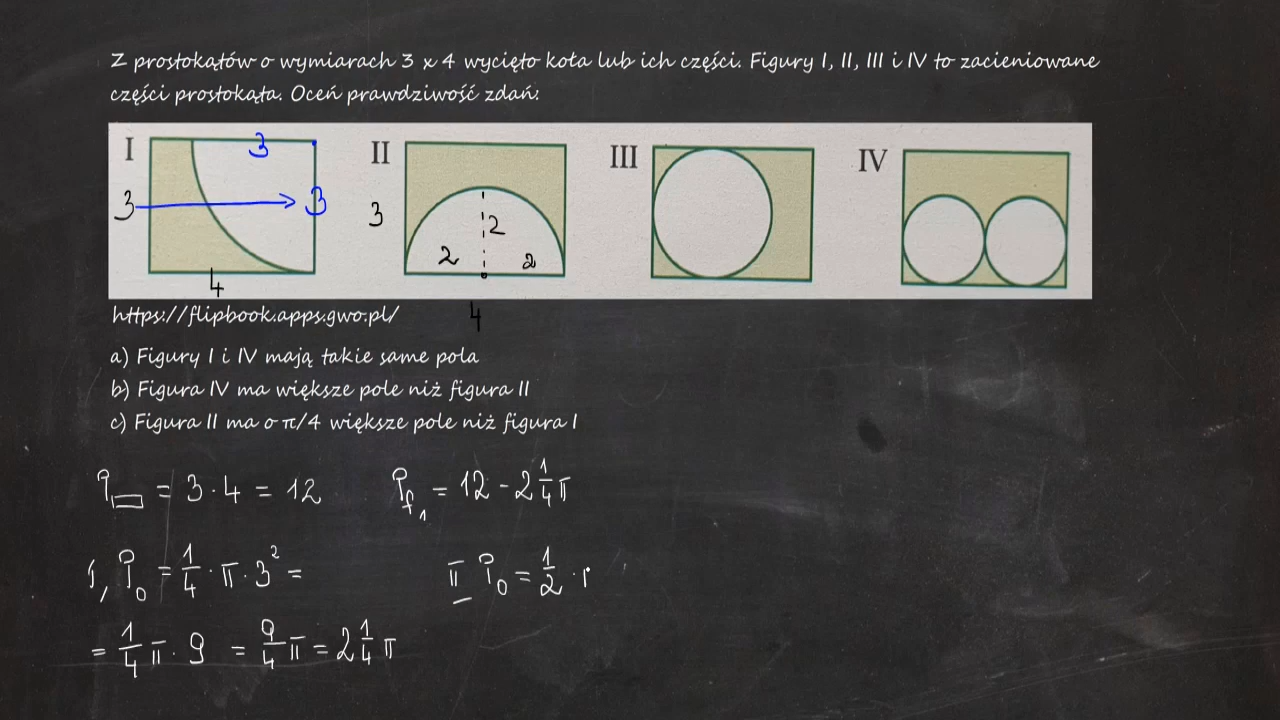 Z prostokątów o wymiarach 3 x 4 wycięto koła lub ich części. Figury I, II, III i IV to zacieniowane
części prostokąta. Oceń prawdziwość zdań:
I 3 3 3 4
II 3 2 2 2 4
III
IV
https://flipbook.apps.gwo.pl/
a) Figury I i IV mają takie same pola
b) Figura IV ma większe pole niż figura II
c) Figura II ma o π/4 większe pole niż figura I
P▭ = 3·4 = 12 Pf₁ = 12 - 2 1/4 π
I, P₀ = 1/4 · π · 3² = II P₀ = 1/2 ·
= 1/4 π · 9 = 9/4 π = 2 1/4 π